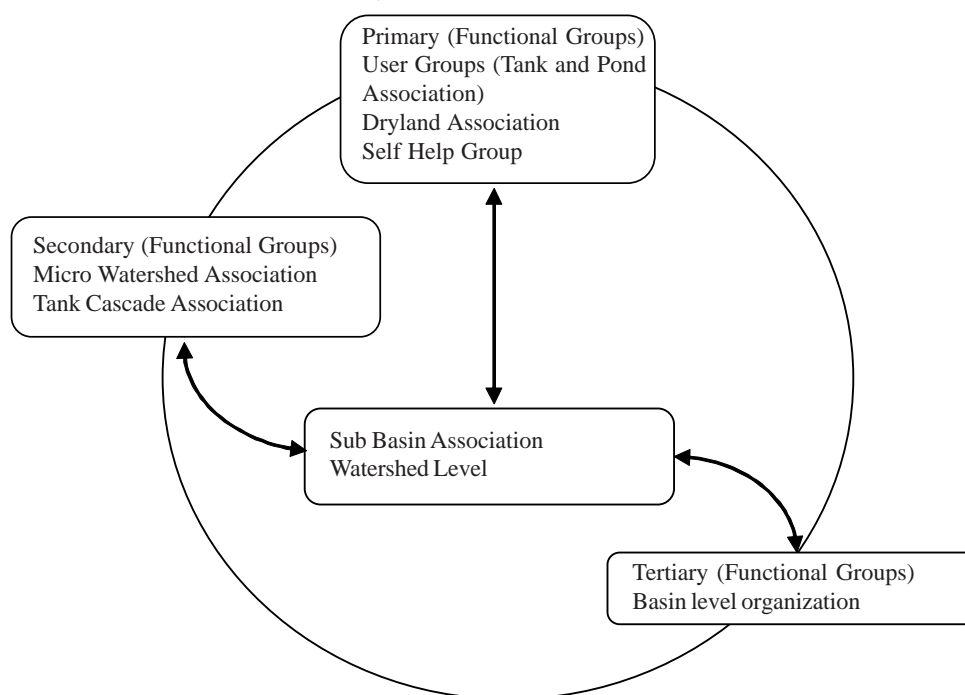 Primary (Functional Groups)
User Groups (Tank and Pond
Association)
Dryland Association
Self Help Group
Secondary (Functional Groups)
Micro Watershed Association
Tank Cascade Association
Sub Basin Association
Watershed Level
Tertiary (Functional Groups)
Basin level organization